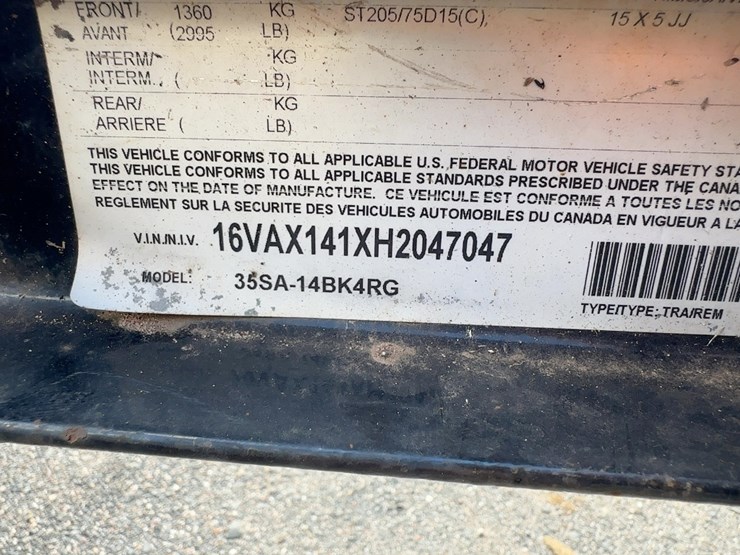 FRONT/ 1360 KG ST205/75D15(C), 15 X 5 JJ
AVANT (2995 LB)
INTERM/ KG
INTERM. ( LB)
REAR/ KG
ARRIERE ( LB)
THIS VEHICLE CONFORMS TO ALL APPLICABLE U.S. FEDERAL MOTOR VEHICLE SAFETY STA
THIS VEHICLE CONFORMS TO ALL APPLICABLE STANDARDS PRESCRIBED UNDER THE CANA
EFFECT ON THE DATE OF MANUFACTURE. CE VEHICULE EST CONFORME A TOUTES LES NO
REGLEMENT SUR LA SECURITE DES VEHICULES AUTOMOBILES DU CANADA EN VIGUEUR A LA
V.I.N./N.I.V. 16VAX141XH2047047
MODEL: 35SA-14BK4RG
TYPE/TYPE: TRA/REM